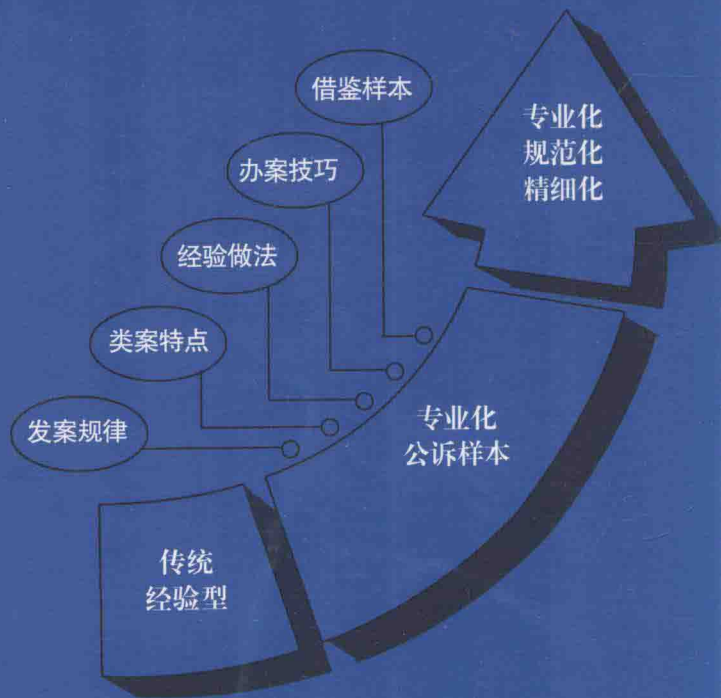 借鉴样本
办案技巧
经验做法
类案特点
发案规律
专业化
规范化
精细化
专业化
公诉样本
传统
经验型